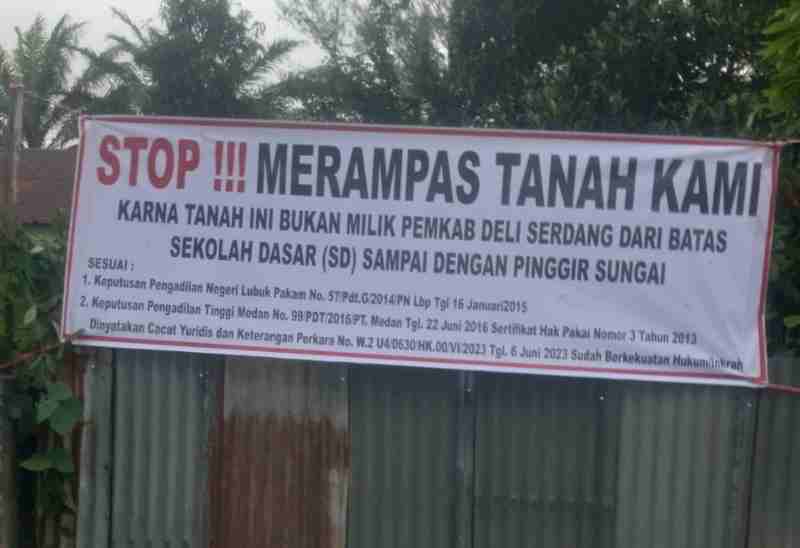 STOP !!! MERAMPAS TANAH KAMI
KARNA TANAH INI BUKAN MILIK PEMKAB DELI SERDANG DARI BATAS
SEKOLAH DASAR (SD) SAMPAI DENGAN PINGGIR SUNGAI
SESUAI :
1. Keputusan Pengadilan Negeri Lubuk Pakam No. 57/Pdt.G/2014/PN Lbp Tgl 16 Januari2015
2. Keputusan Pengadilan Tinggi Medan No. 99/PDT/2016/PT. Medan Tgl. 22 Juni 2016 Sertifikat Hak Pakai Nomor 3 Tahun 2013
Dinyatakan Cacat Yuridis dan Keterangan Perkara No. W.2 U4/0630/HK.00/VI/2023 Tgl. 6 Juni 2023 Sudah Berkekuatan Hukum Inkrah